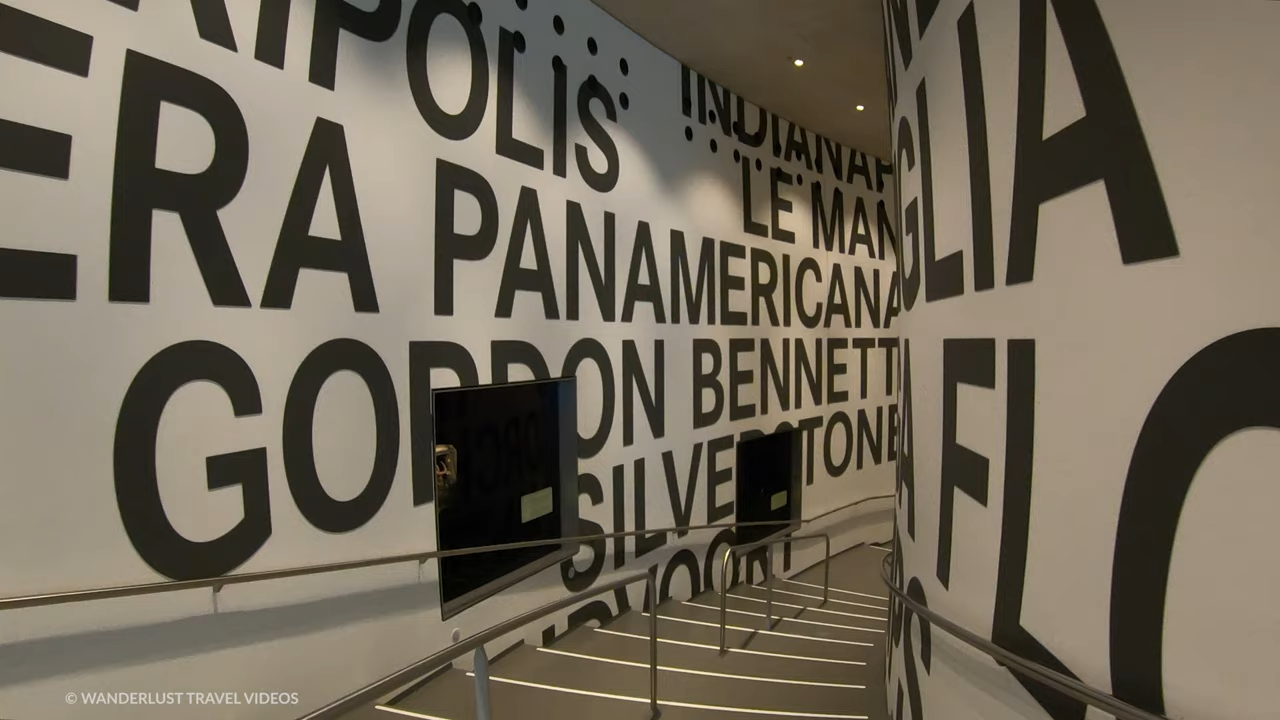 RIPOLIS
INDIANAP
LE MAN
ERA PANAMERICANA
GORDON BENNETT
SILVERSTONE
GLIA
A FLO
© WANDERLUST TRAVEL VIDEOS